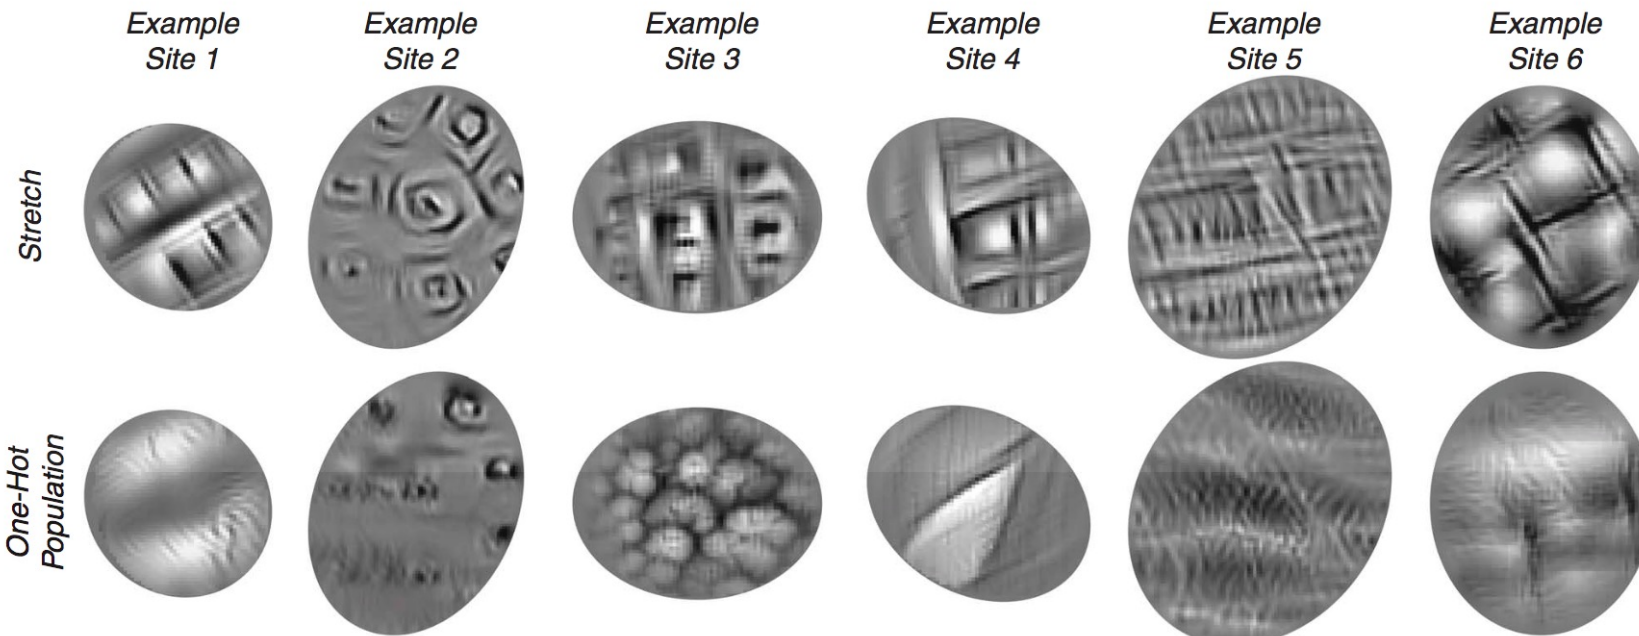 Example
Site 1
Example
Site 2
Example
Site 3
Example
Site 4
Example
Site 5
Example
Site 6
Stretch
One-Hot
Population